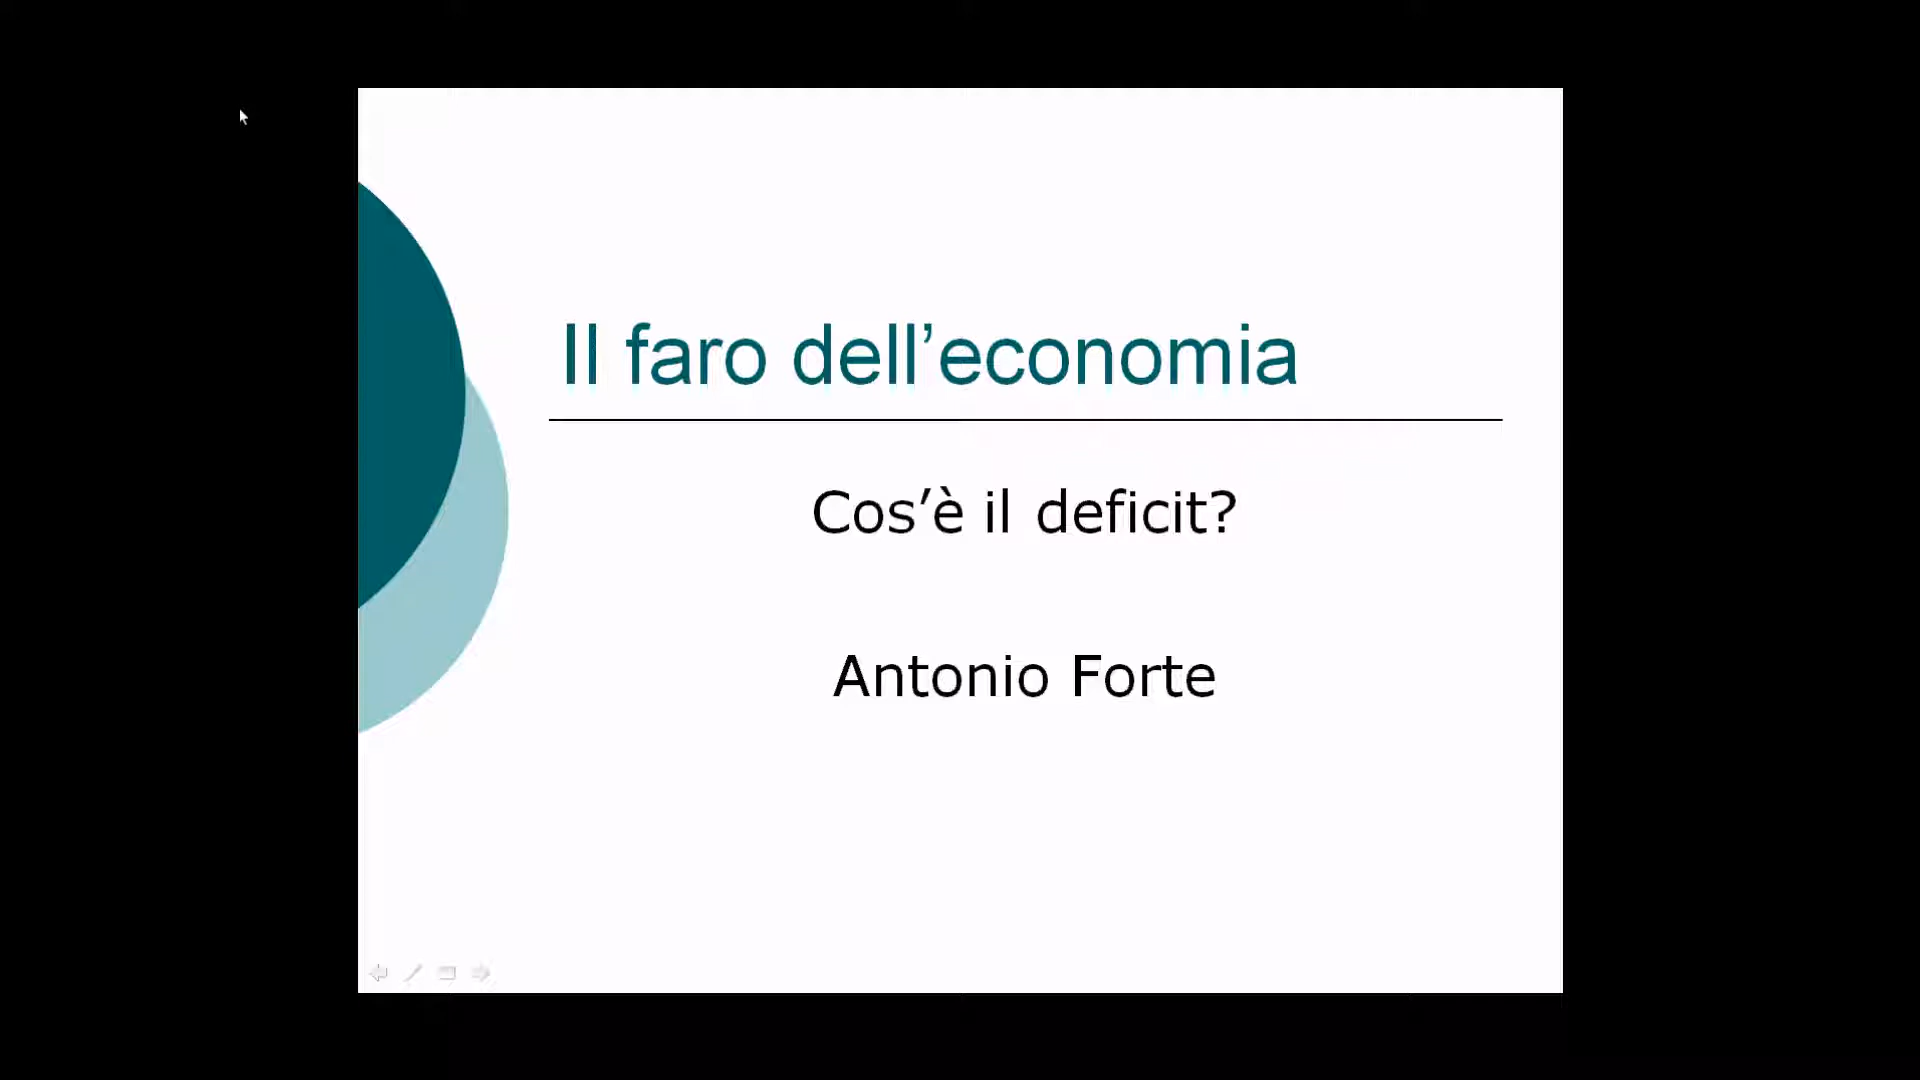 Il faro dell’economia
Cos’è il deficit?
Antonio Forte